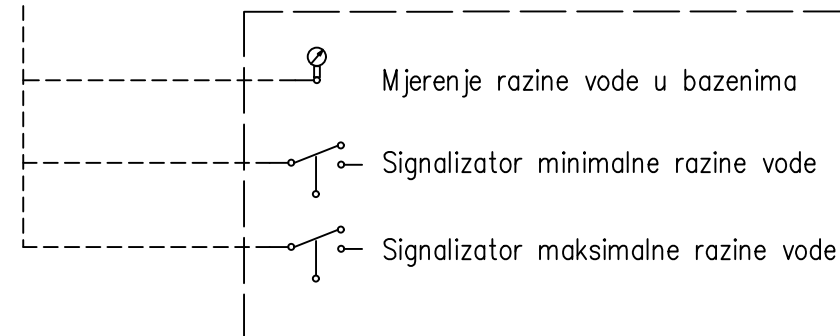 Mjerenje razine vode u bazenima
Signalizator minimalne razine vode
Signalizator maksimalne razine vode